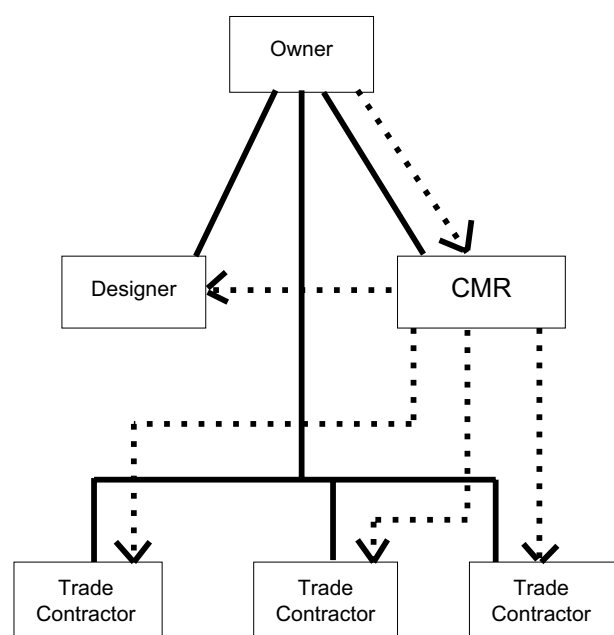 Owner
Designer
CMR
Trade
Contractor
Trade
Contractor
Trade
Contractor